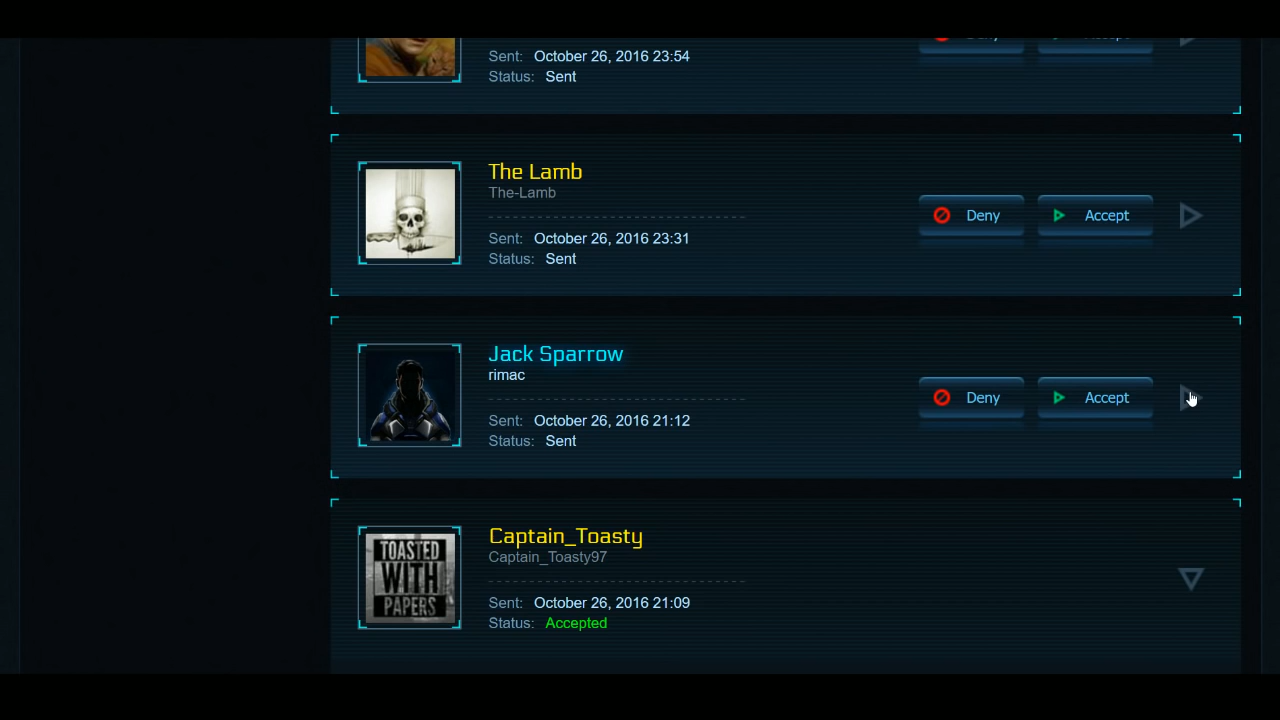 Deny
Accept
Sent: October 26, 2016 23:54
Status: Sent
The Lamb
The-Lamb
Sent: October 26, 2016 23:31
Status: Sent
Deny
Accept
Jack Sparrow
rimac
Sent: October 26, 2016 21:12
Status: Sent
Deny
Accept
TOASTED
WITH
PAPERS
Captain_Toasty
Captain_Toasty97
Sent: October 26, 2016 21:09
Status: Accepted